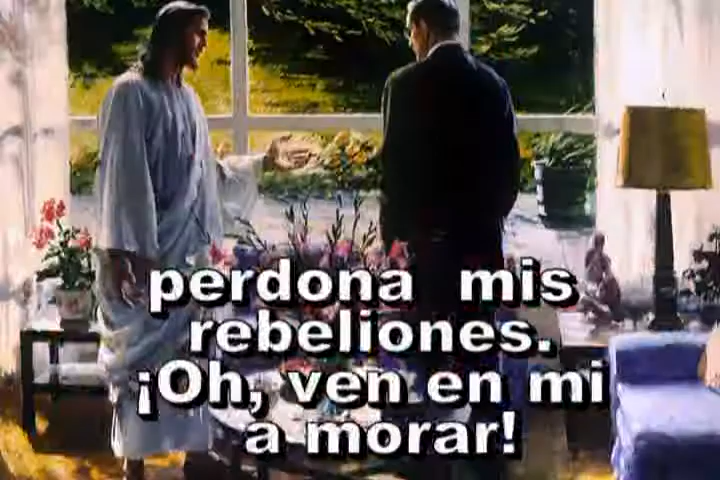 perdona mis
rebeliones.
¡Oh, ven en mi
a morar!